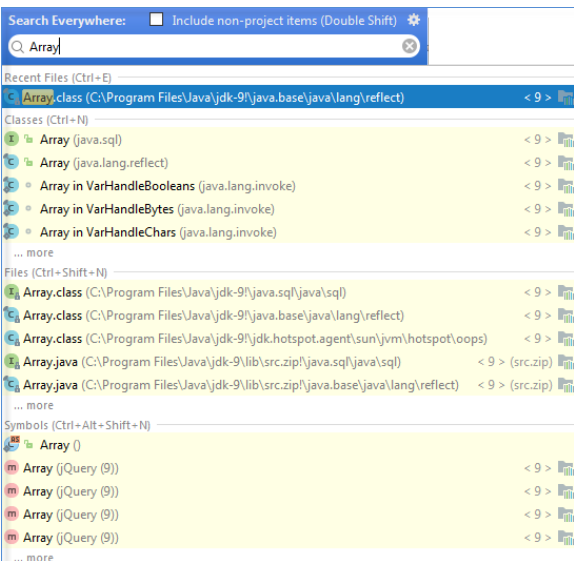 Search Everywhere: Include non-project items (Double Shift)
Array
Recent Files (Ctrl+E)
Array.class (C:\Program Files\Java\jdk-9!\java.base\java\lang\reflect) < 9 >
Classes (Ctrl+N)
Array (java.sql) < 9 >
Array (java.lang.reflect) < 9 >
Array in VarHandleBooleans (java.lang.invoke) < 9 >
Array in VarHandleBytes (java.lang.invoke) < 9 >
Array in VarHandleChars (java.lang.invoke) < 9 >
... more
Files (Ctrl+Shift+N)
Array.class (C:\Program Files\Java\jdk-9!\java.sql\java\sql) < 9 >
Array.class (C:\Program Files\Java\jdk-9!\java.base\java\lang\reflect) < 9 >
Array.class (C:\Program Files\Java\jdk-9!\jdk.hotspot.agent\sun\jvm\hotspot\oops) < 9 >
Array.java (C:\Program Files\Java\jdk-9\lib\src.zip!\java.sql\java\sql) < 9 > (src.zip)
Array.java (C:\Program Files\Java\jdk-9\lib\src.zip!\java.base\java\lang\reflect) < 9 > (src.zip)
... more
Symbols (Ctrl+Alt+Shift+N)
Array ()
Array (jQuery (9)) < 9 >
Array (jQuery (9)) < 9 >
Array (jQuery (9)) < 9 >
Array (jQuery (9)) < 9 >
... more